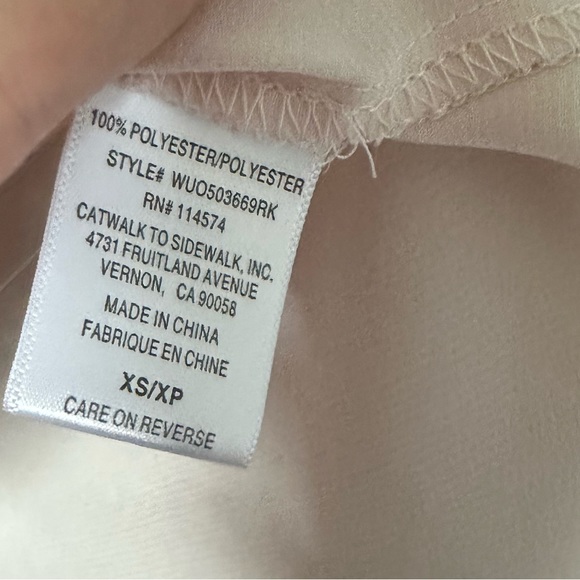 100% POLYESTER/POLYESTER
STYLE# WUO503669RK
RN# 114574
CATWALK TO SIDEWALK, INC.
4731 FRUITLAND AVENUE
VERNON, CA 90058
MADE IN CHINA
FABRIQUE EN CHINE
XS/XP
CARE ON REVERSE